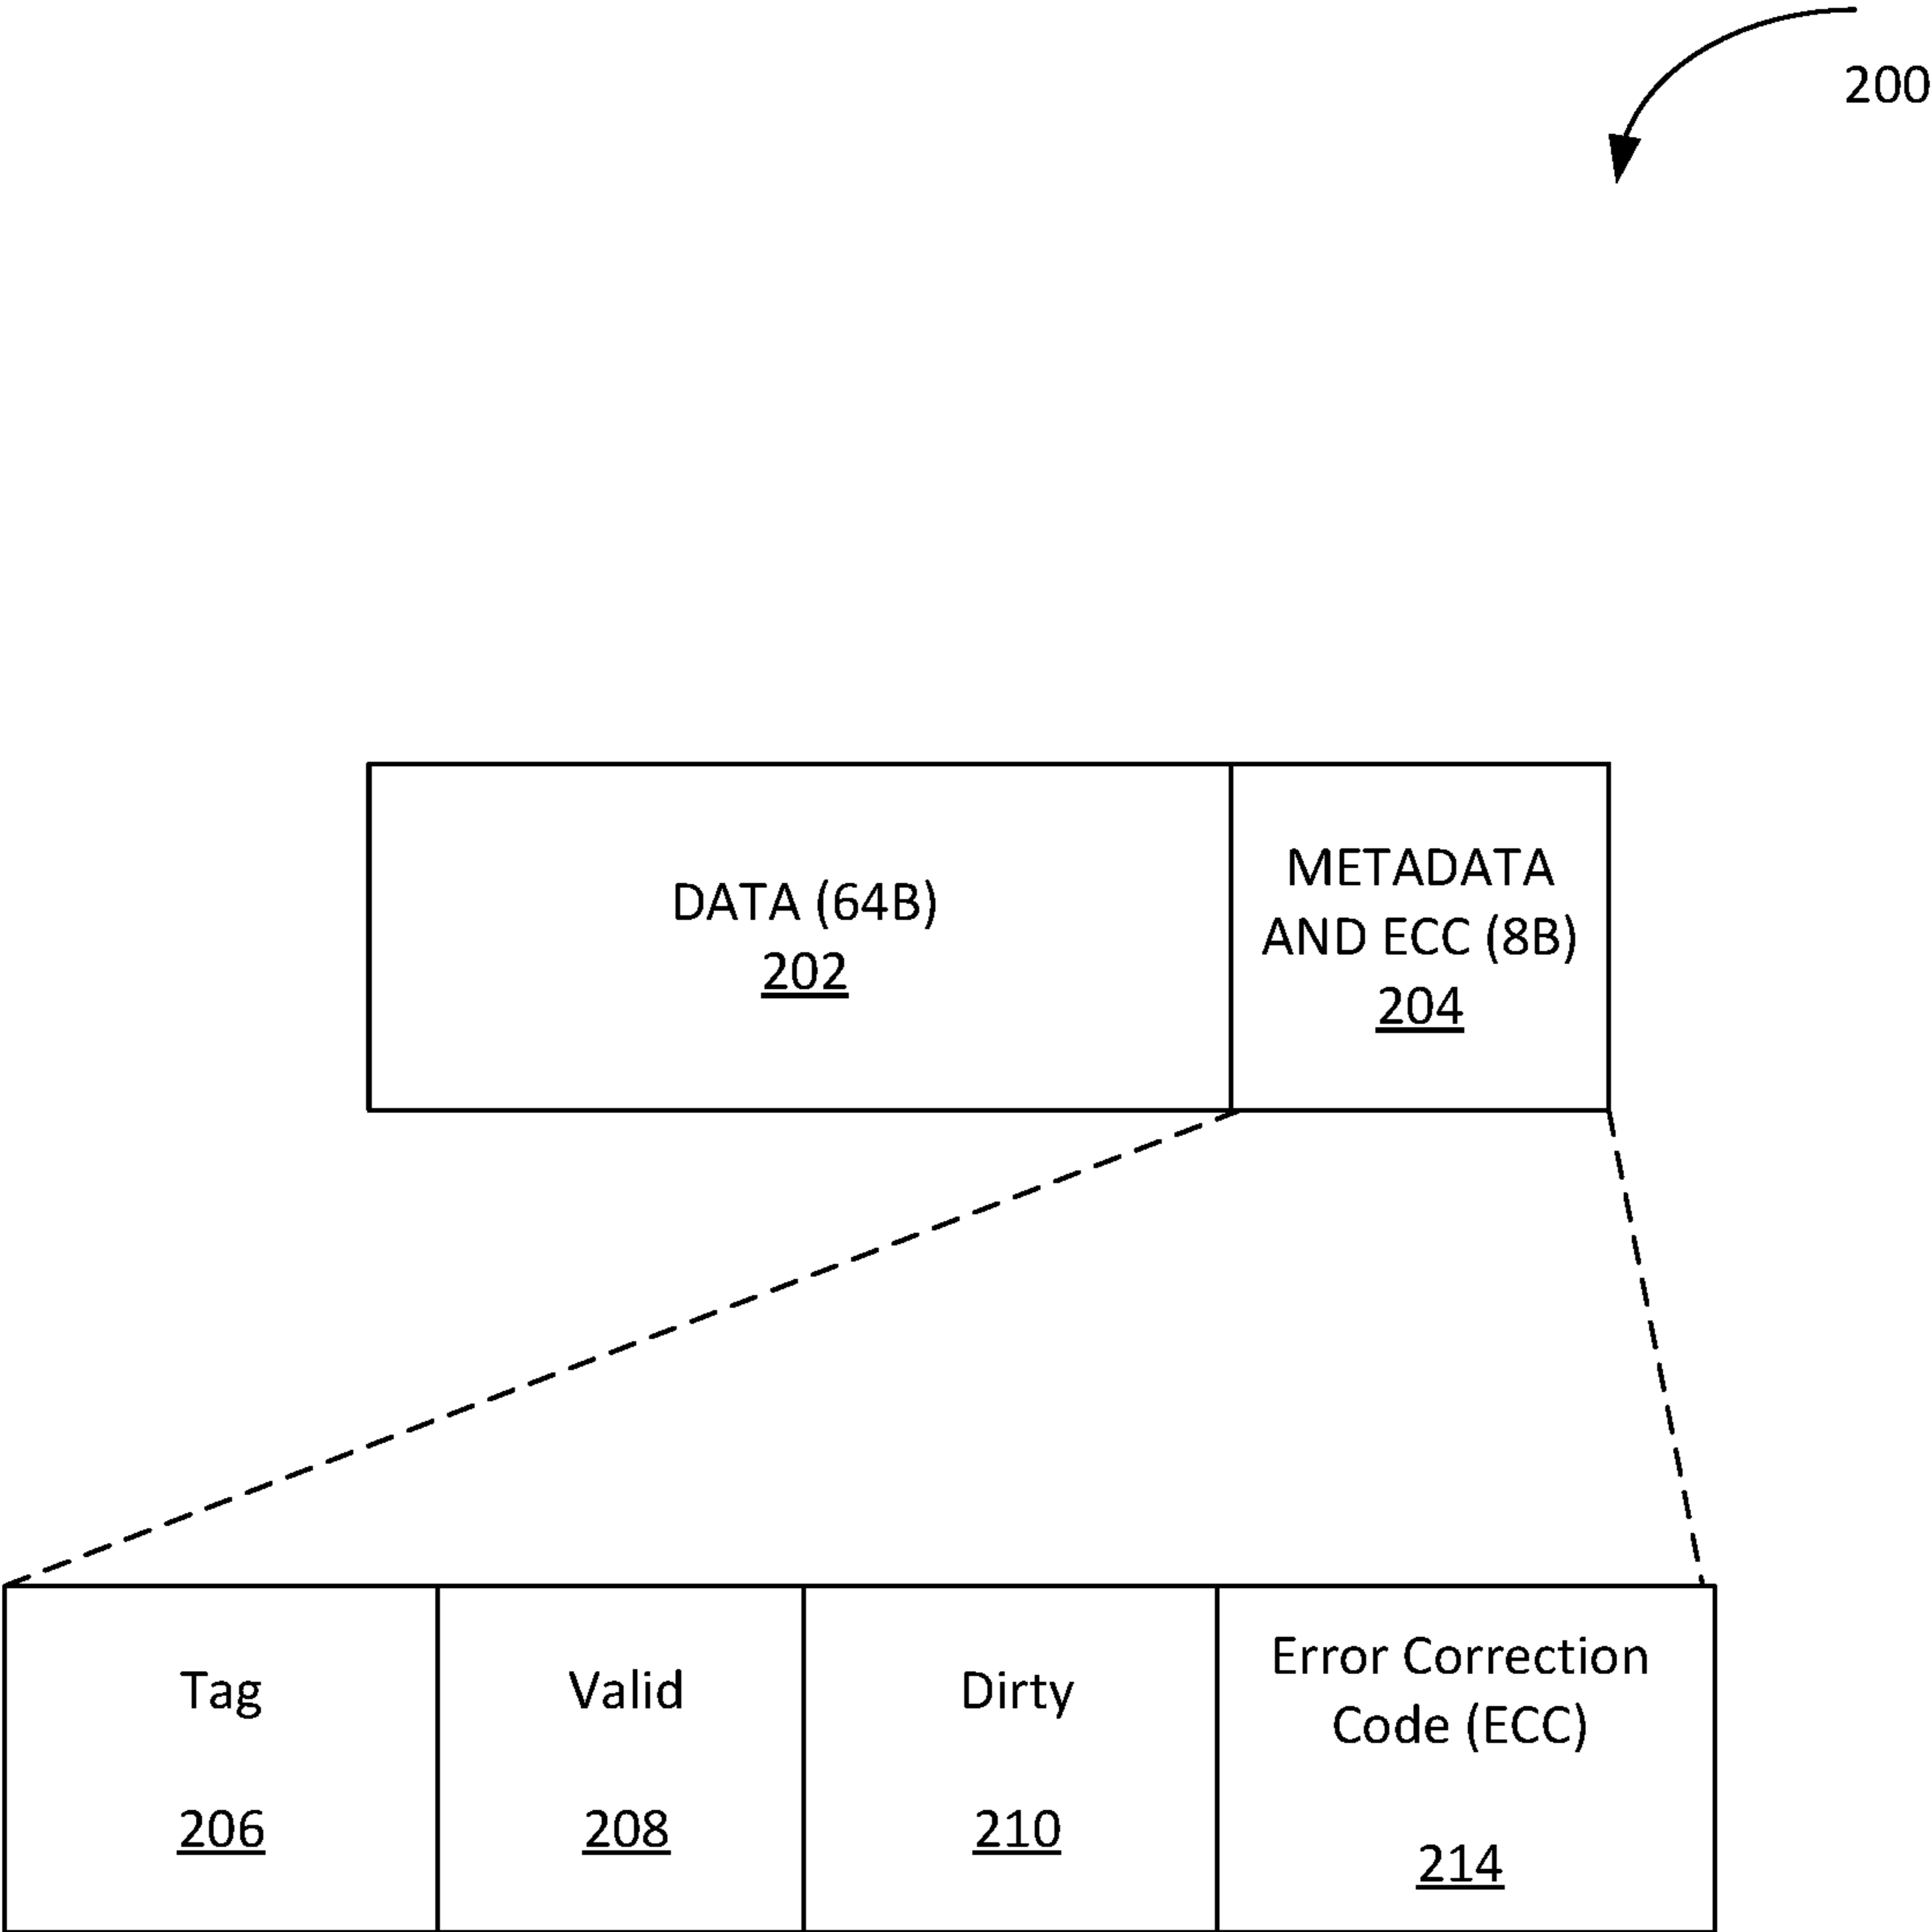 200
DATA (64B)
202
METADATA
AND ECC (8B)
204
Tag
206
Valid
208
Dirty
210
Error Correction
Code (ECC)
214